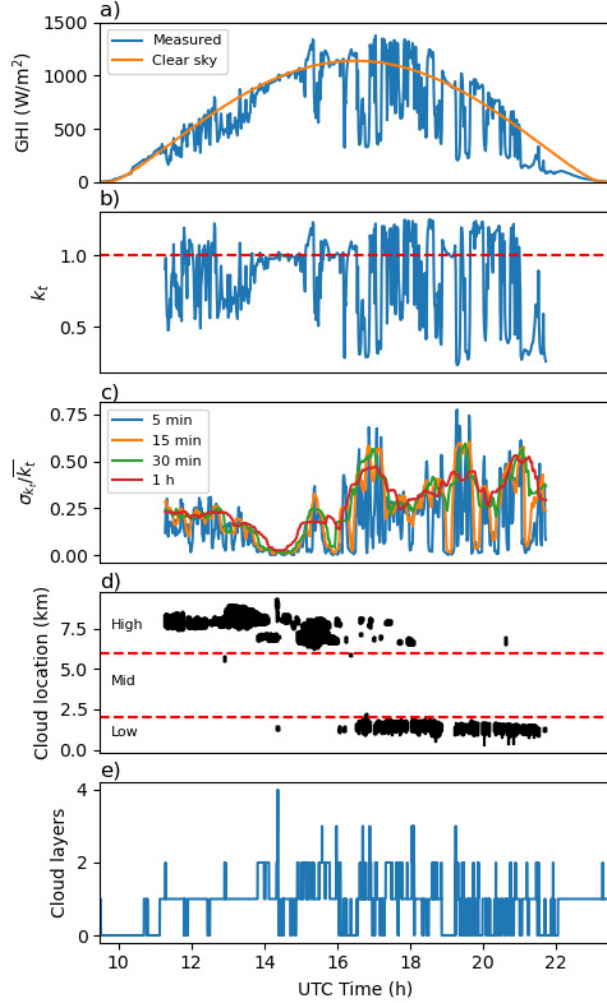 a)
1500
1000
500
0
GHI (W/m²)
Measured
Clear sky
b)
1.0
0.5
kₜ
c)
0.75
0.50
0.25
0.00
σₖₜ/k̅ₜ
5 min
15 min
30 min
1 h
d)
7.5
5.0
2.5
0.0
Cloud location (km)
High
Mid
Low
e)
4
2
0
Cloud layers
10 12 14 16 18 20 22
UTC Time (h)